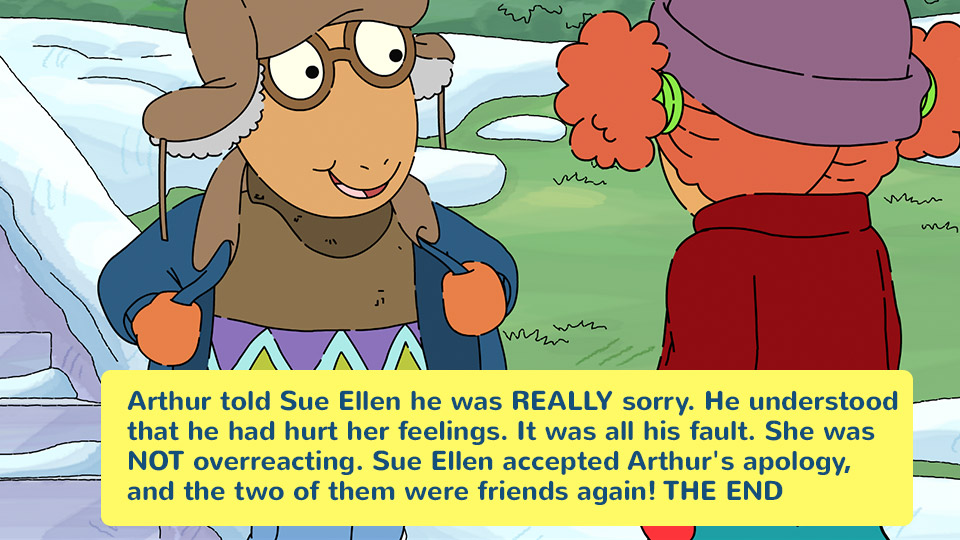 Arthur told Sue Ellen he was REALLY sorry. He understood
that he had hurt her feelings. It was all his fault. She was
NOT overreacting. Sue Ellen accepted Arthur's apology,
and the two of them were friends again! THE END